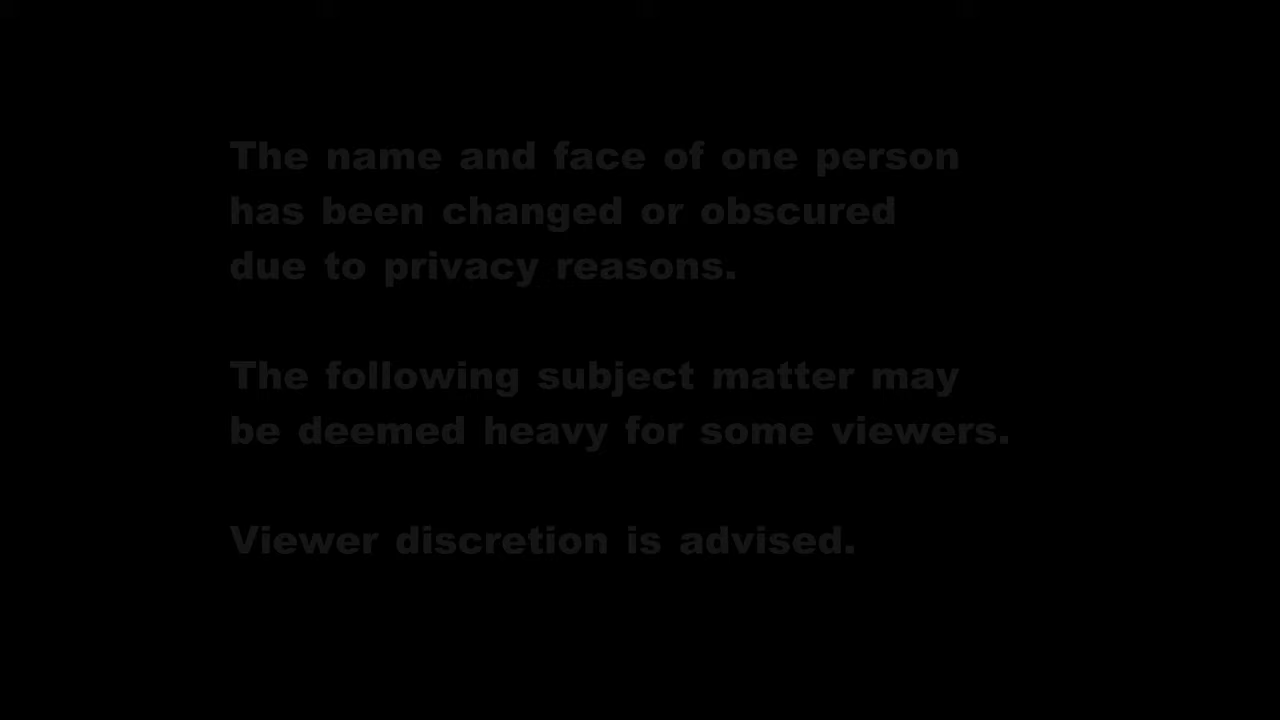 The name and face of one person
has been changed or obscured
due to privacy reasons.
The following subject matter may
be deemed heavy for some viewers.
Viewer discretion is advised.